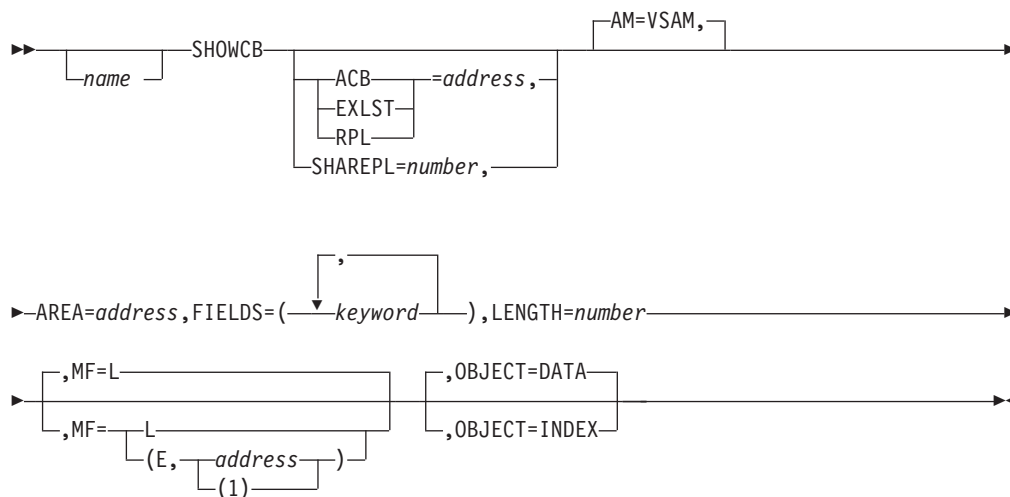 AM=VSAM,
name SHOWCB
ACB =address,
EXLST
RPL
SHAREPL=number,
,
AREA=address,FIELDS=( keyword ),LENGTH=number
,MF=L ,OBJECT=DATA
,MF= L ,OBJECT=INDEX
(E, address )
(1)